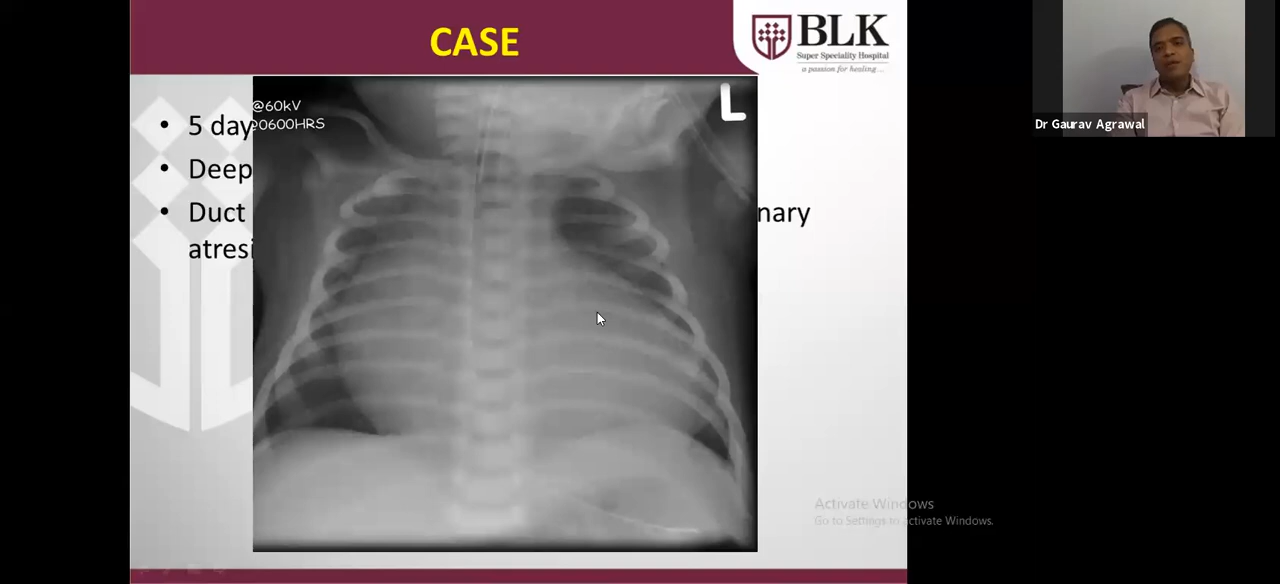 CASE
BLK
Super Speciality Hospital
a passion for healing...
@60kV
0600HRS
L
• 5 day
• Deep
• Duct nary
atresi
Dr Gaurav Agrawal
Activate Windows
Go to Settings to activate Windows.